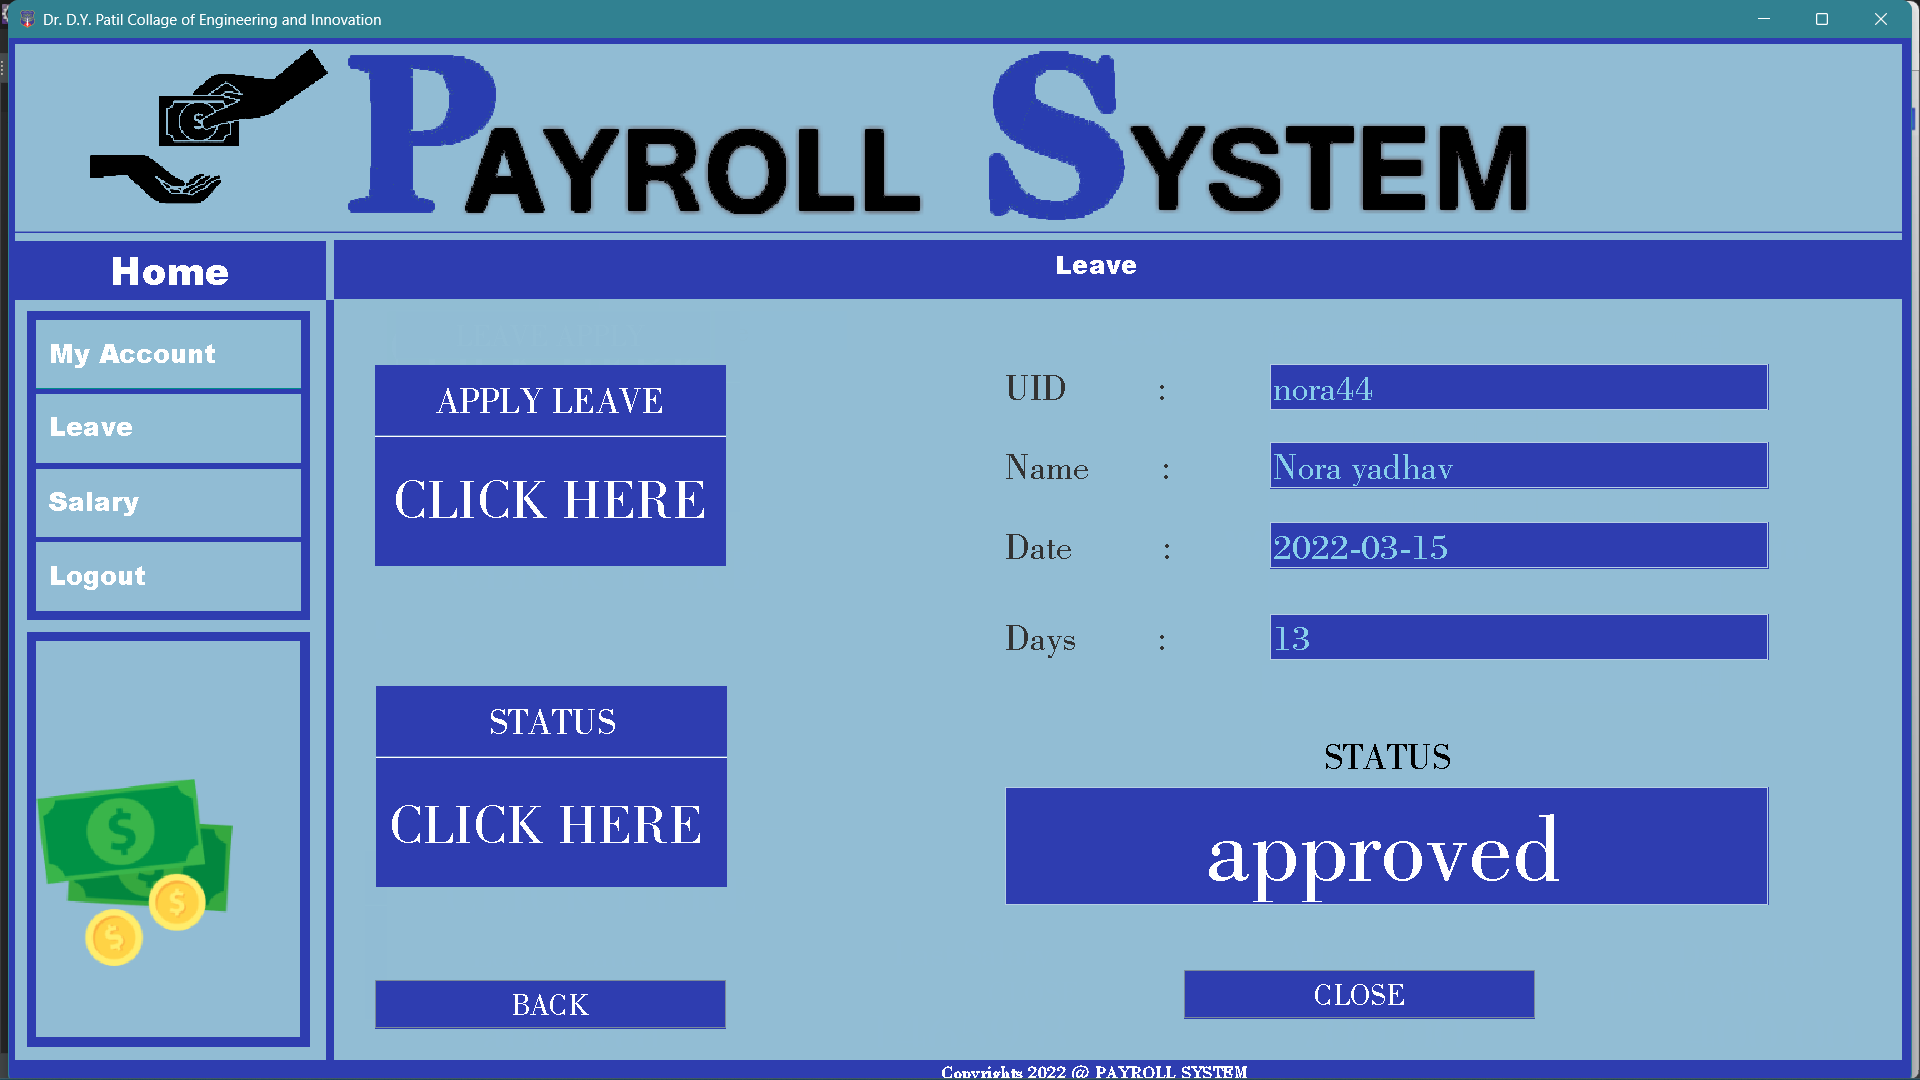 Dr. D.Y. Patil Collage of Engineering and Innovation
PAYROLL SYSTEM
Home
Leave
My Account
Leave
Salary
Logout
APPLY LEAVE
CLICK HERE
STATUS
CLICK HERE
BACK
UID : nora44
Name : Nora yadhav
Date : 2022-03-15
Days : 13
STATUS
approved
CLOSE
Copyrights 2022 @ PAYROLL SYSTEM